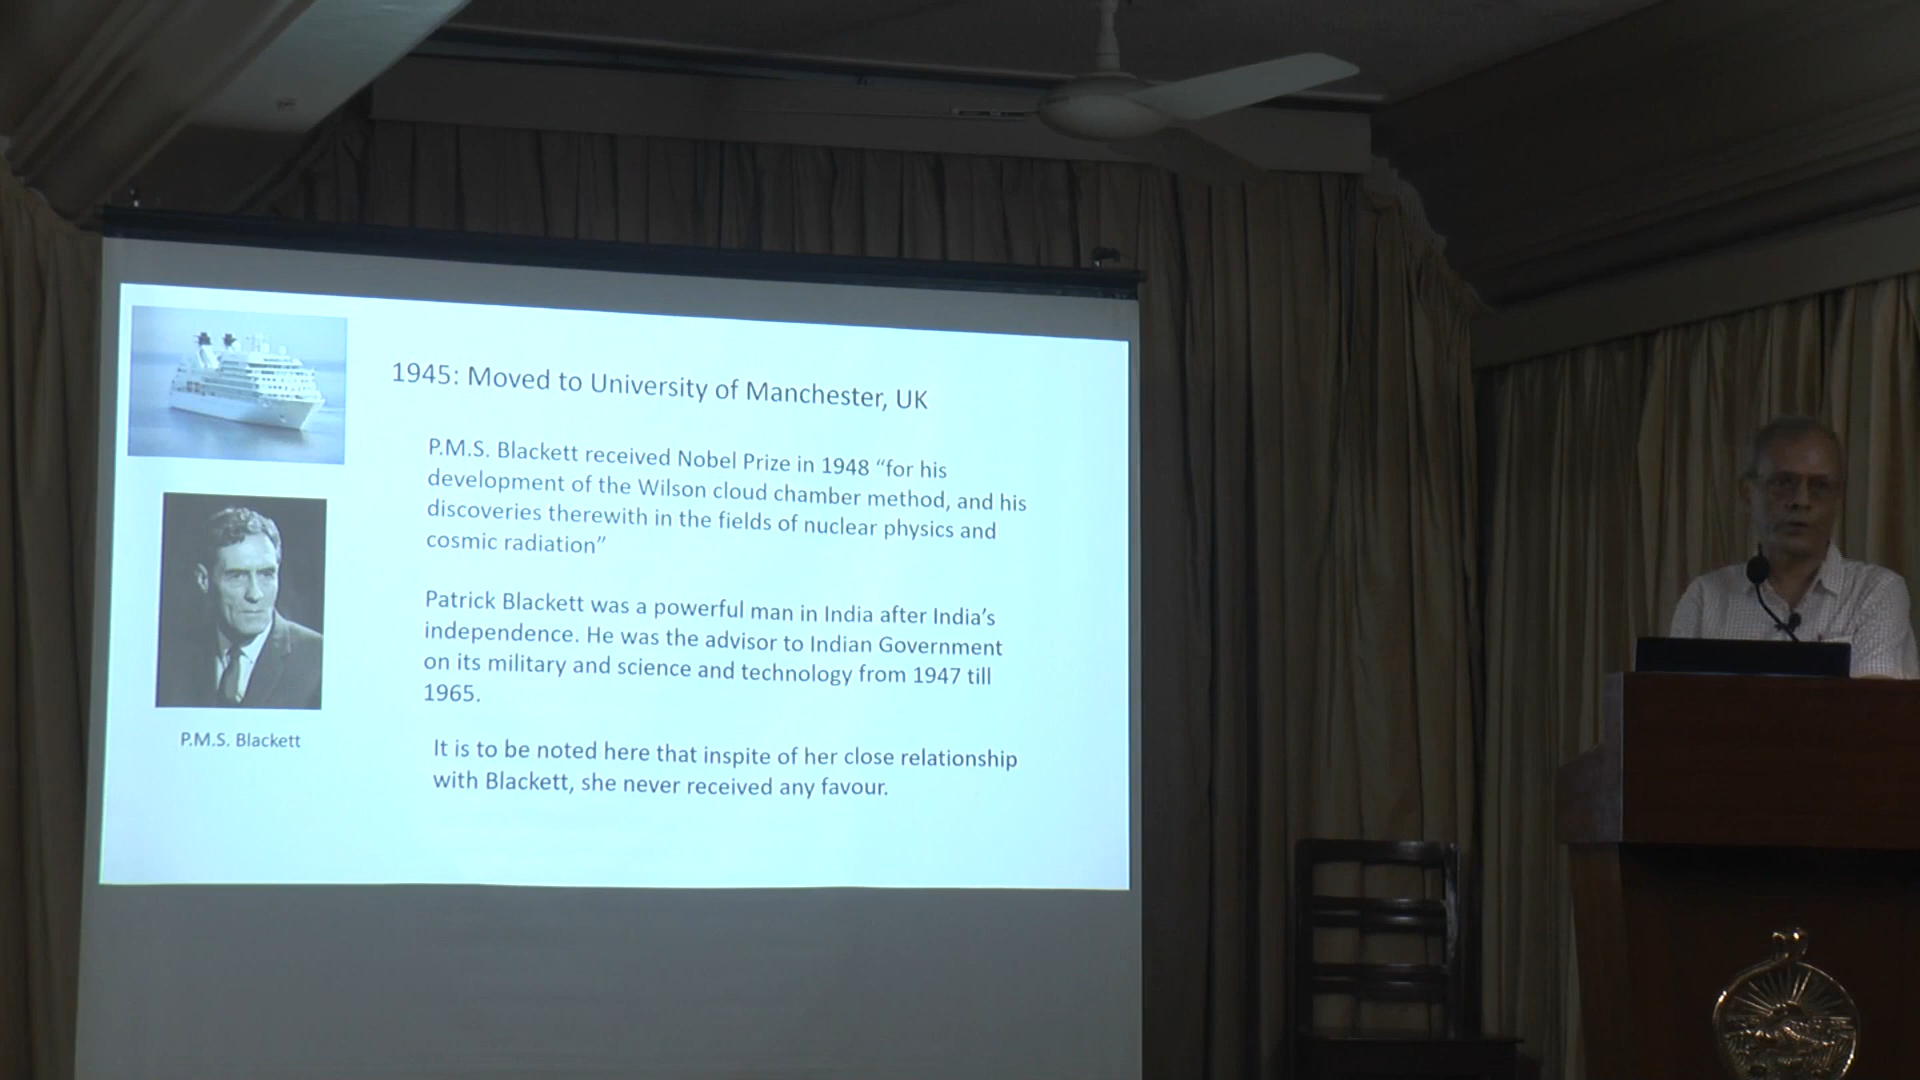 1945: Moved to University of Manchester, UK
P.M.S. Blackett received Nobel Prize in 1948 “for his
development of the Wilson cloud chamber method, and his
discoveries therewith in the fields of nuclear physics and
cosmic radiation”
Patrick Blackett was a powerful man in India after India’s
independence. He was the advisor to Indian Government
on its military and science and technology from 1947 till
1965.
P.M.S. Blackett
It is to be noted here that inspite of her close relationship
with Blackett, she never received any favour.